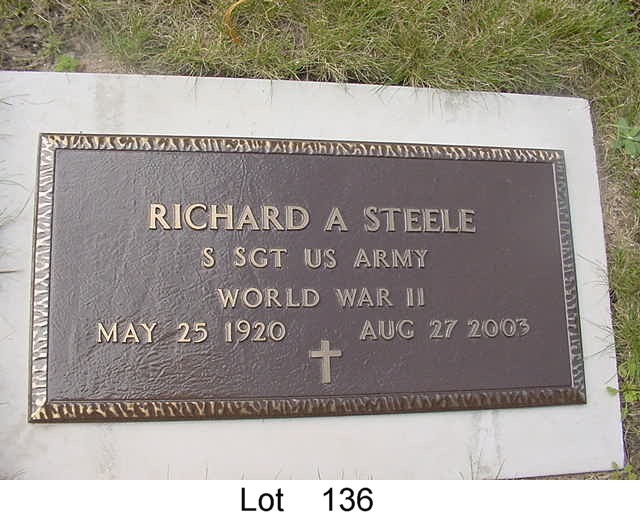 RICHARD A STEELE
S SGT US ARMY
WORLD WAR II
MAY 25 1920 AUG 27 2003
Lot 136